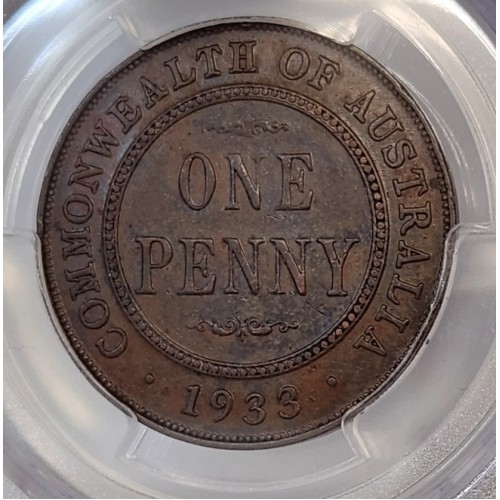 COMMONWEALTH OF AUSTRALIA
ONE
PENNY
· 1933 ·